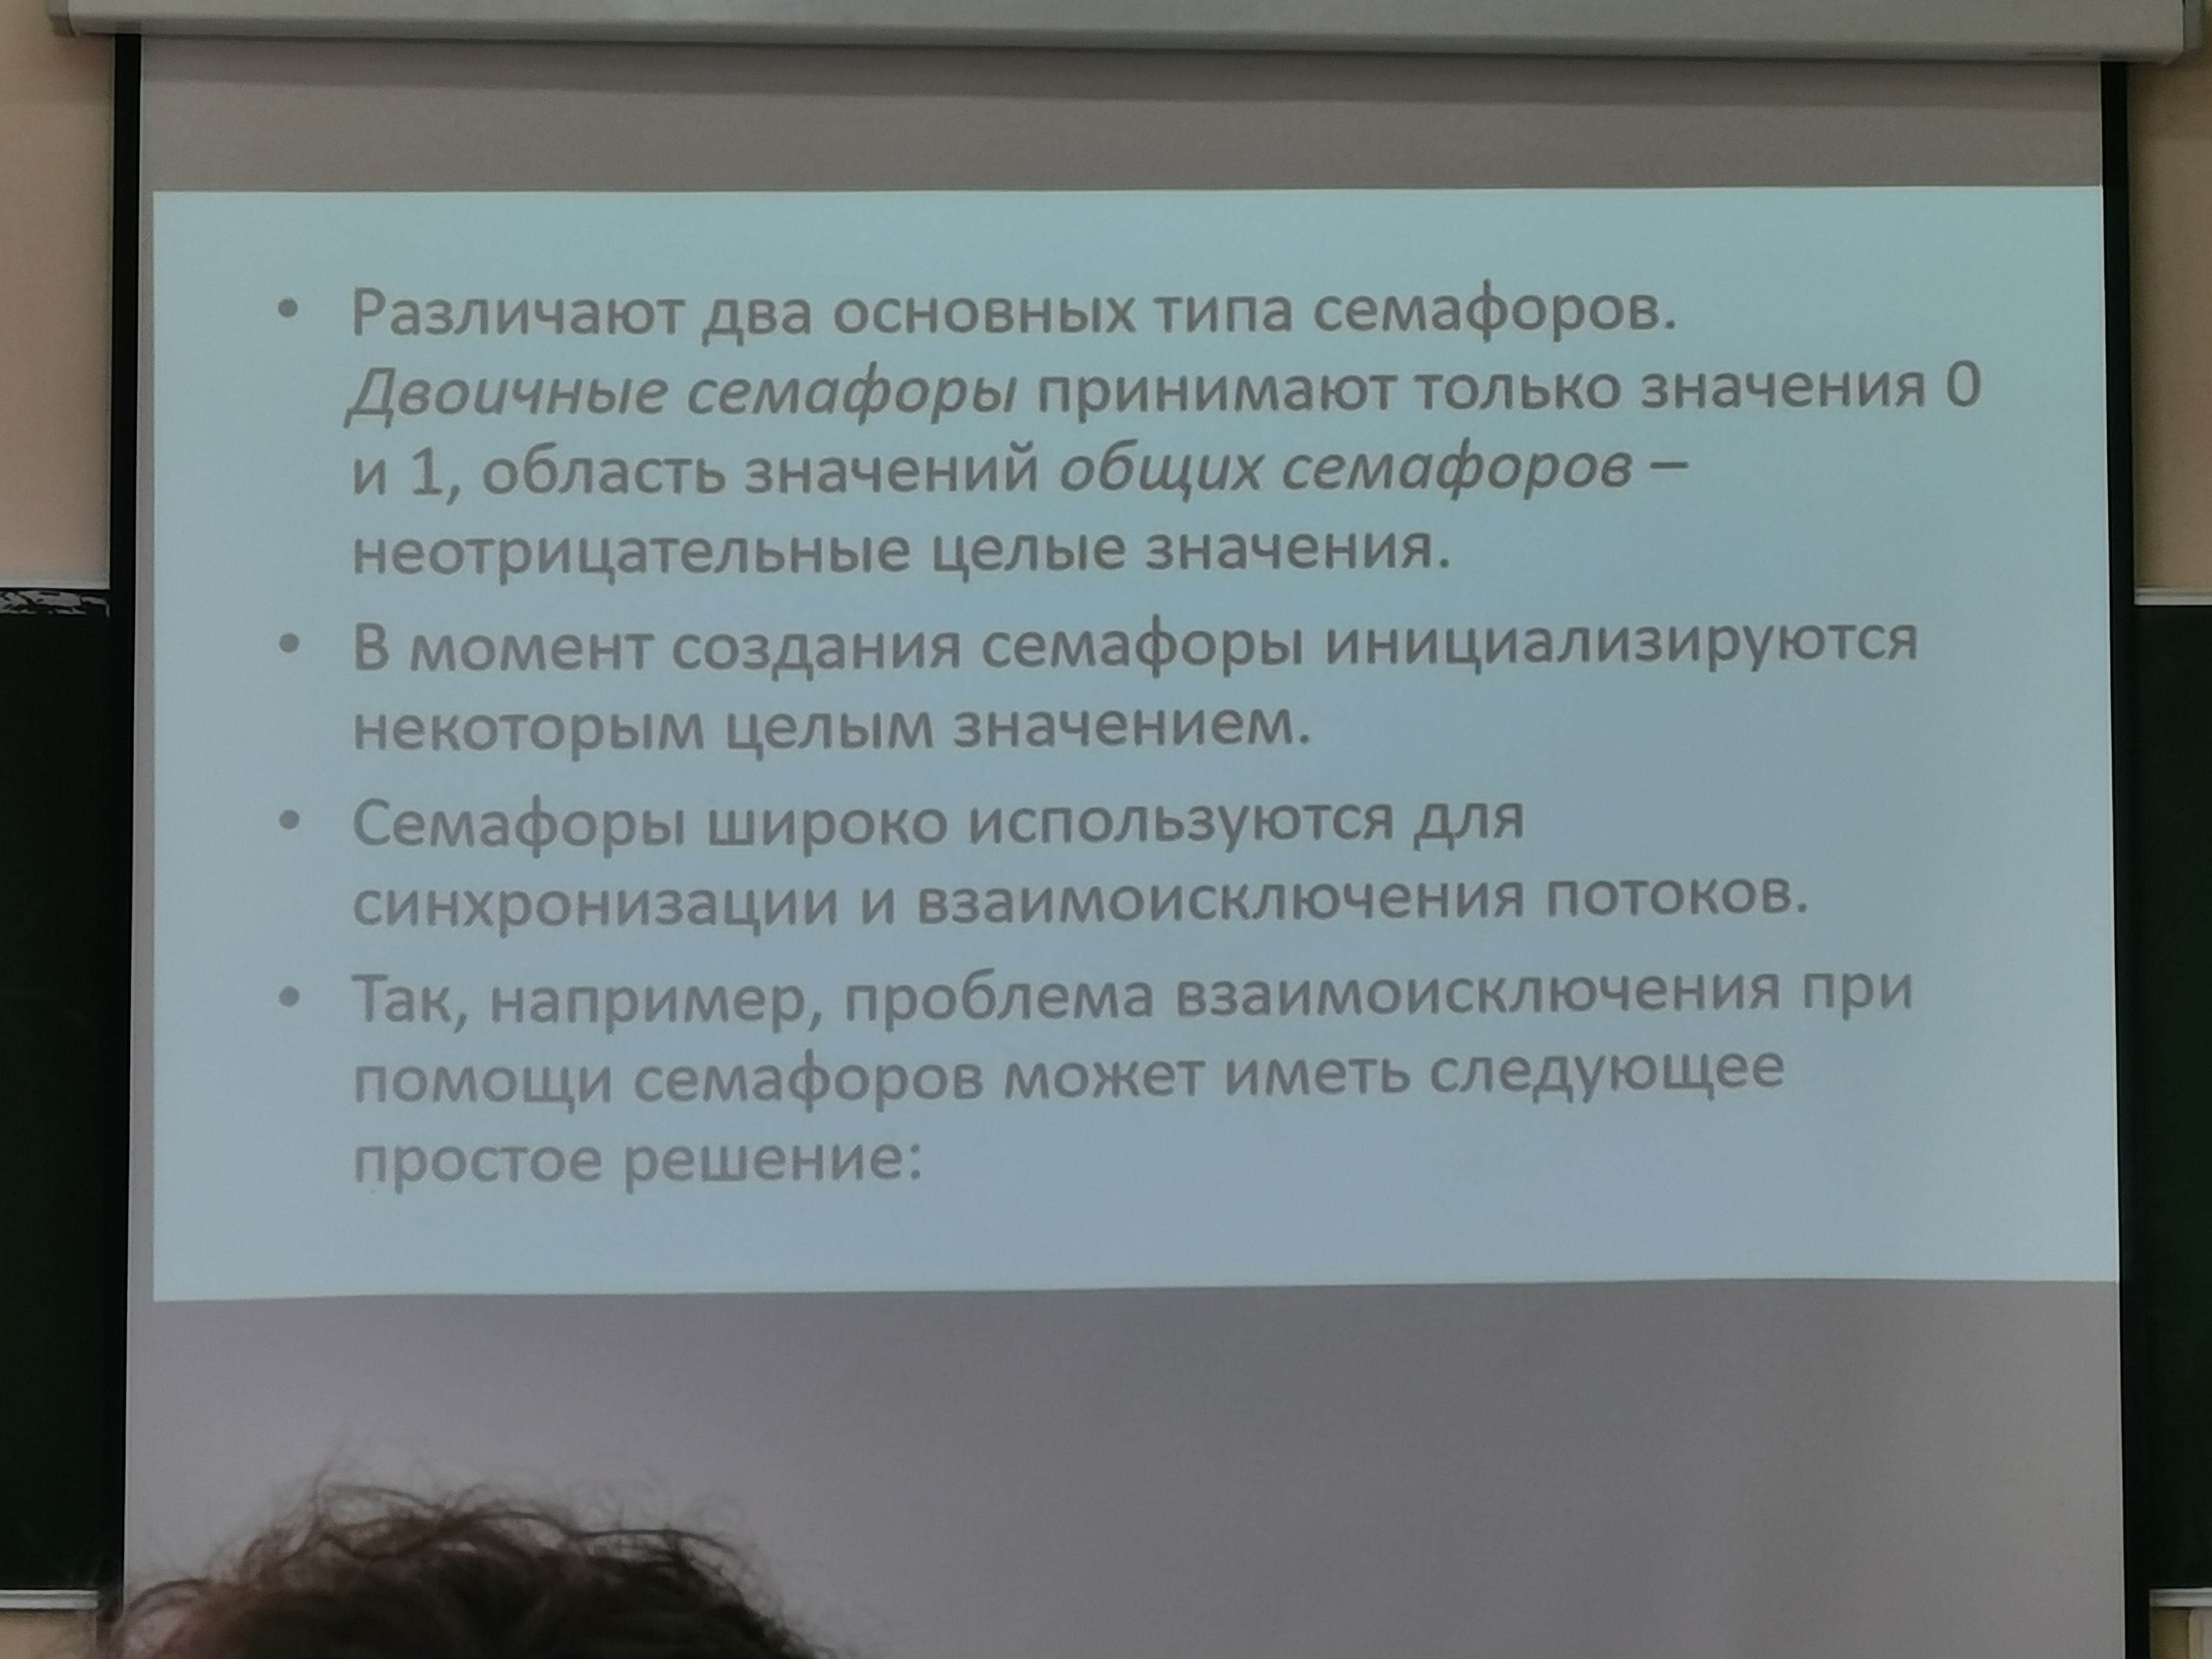 • Различают два основных типа семафоров.
Двоичные семафоры принимают только значения 0
и 1, область значений общих семафоров –
неотрицательные целые значения.
• В момент создания семафоры инициализируются
некоторым целым значением.
• Семафоры широко используются для
синхронизации и взаимоисключения потоков.
• Так, например, проблема взаимоисключения при
помощи семафоров может иметь следующее
простое решение: